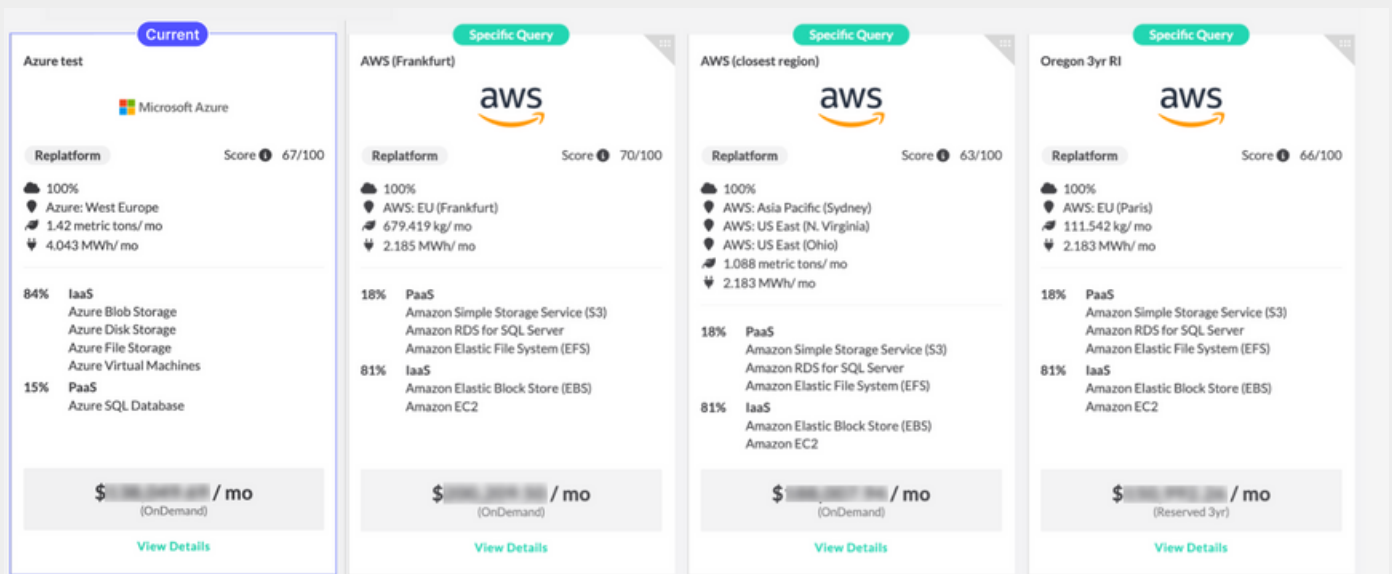 Current
Azure test
Microsoft Azure
Replatform Score 67/100
100%
Azure: West Europe
1.42 metric tons/ mo
4.043 MWh/ mo
84% IaaS
Azure Blob Storage
Azure Disk Storage
Azure File Storage
Azure Virtual Machines
15% PaaS
Azure SQL Database
$ / mo
(OnDemand)
View Details
Specific Query
AWS (Frankfurt)
aws
Replatform Score 70/100
100%
AWS: EU (Frankfurt)
679.419 kg/ mo
2.185 MWh/ mo
18% PaaS
Amazon Simple Storage Service (S3)
Amazon RDS for SQL Server
Amazon Elastic File System (EFS)
81% IaaS
Amazon Elastic Block Store (EBS)
Amazon EC2
$ / mo
(OnDemand)
View Details
Specific Query
AWS (closest region)
aws
Replatform Score 63/100
100%
AWS: Asia Pacific (Sydney)
AWS: US East (N. Virginia)
AWS: US East (Ohio)
1.088 metric tons/ mo
2.183 MWh/ mo
18% PaaS
Amazon Simple Storage Service (S3)
Amazon RDS for SQL Server
Amazon Elastic File System (EFS)
81% IaaS
Amazon Elastic Block Store (EBS)
Amazon EC2
$ / mo
(OnDemand)
View Details
Specific Query
Oregon 3yr RI
aws
Replatform Score 66/100
100%
AWS: EU (Paris)
111.542 kg/ mo
2.183 MWh/ mo
18% PaaS
Amazon Simple Storage Service (S3)
Amazon RDS for SQL Server
Amazon Elastic File System (EFS)
81% IaaS
Amazon Elastic Block Store (EBS)
Amazon EC2
$ / mo
(Reserved 3yr)
View Details